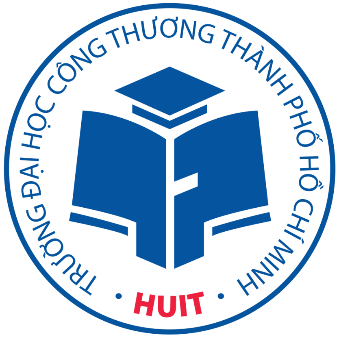 TRƯỜNG ĐẠI HỌC CÔNG THƯƠNG THÀNH PHỐ HỒ CHÍ MINH
HUIT